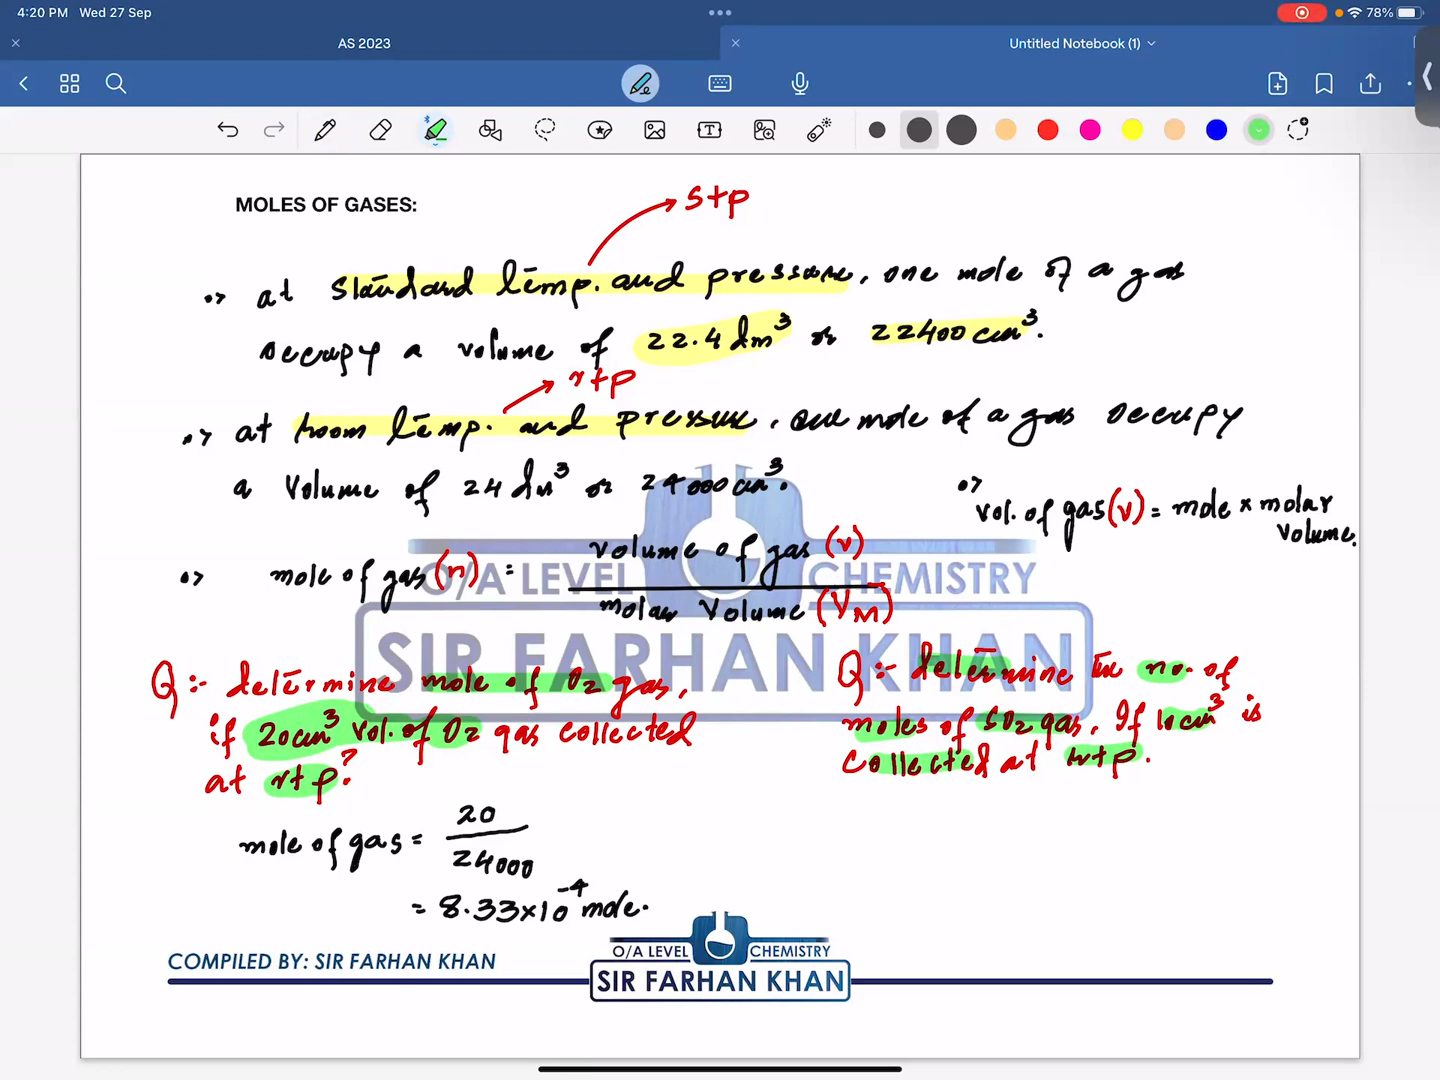 4:20 PM Wed 27 Sep
78%
AS 2023
Untitled Notebook (1)
MOLES OF GASES:
stp
at standard temp. and pressure, one mole of a gas
occupy a volume of 22.4 dm³ or 22400 cm³.
rtp
at room temp. and pressure, one mole of a gas occupy
a volume of 24 dm³ or 24000 cm³.
vol. of gas (v) = mole × molar
volume.
mole of gas (n) = volume of gas (v)
molar volume (VM)
O/A LEVEL CHEMISTRY
SIR FARHAN KHAN
Q:- determine mole of O2 gas,
if 20cm³ vol. of O2 gas collected
at rtp?
Q:- determine the no. of
moles of SO2 gas, If 10cm³ is
collected at rtp.
mole of gas = 20
24000
= 8.33×10⁻⁴ mole.
COMPILED BY: SIR FARHAN KHAN
O/A LEVEL CHEMISTRY
SIR FARHAN KHAN